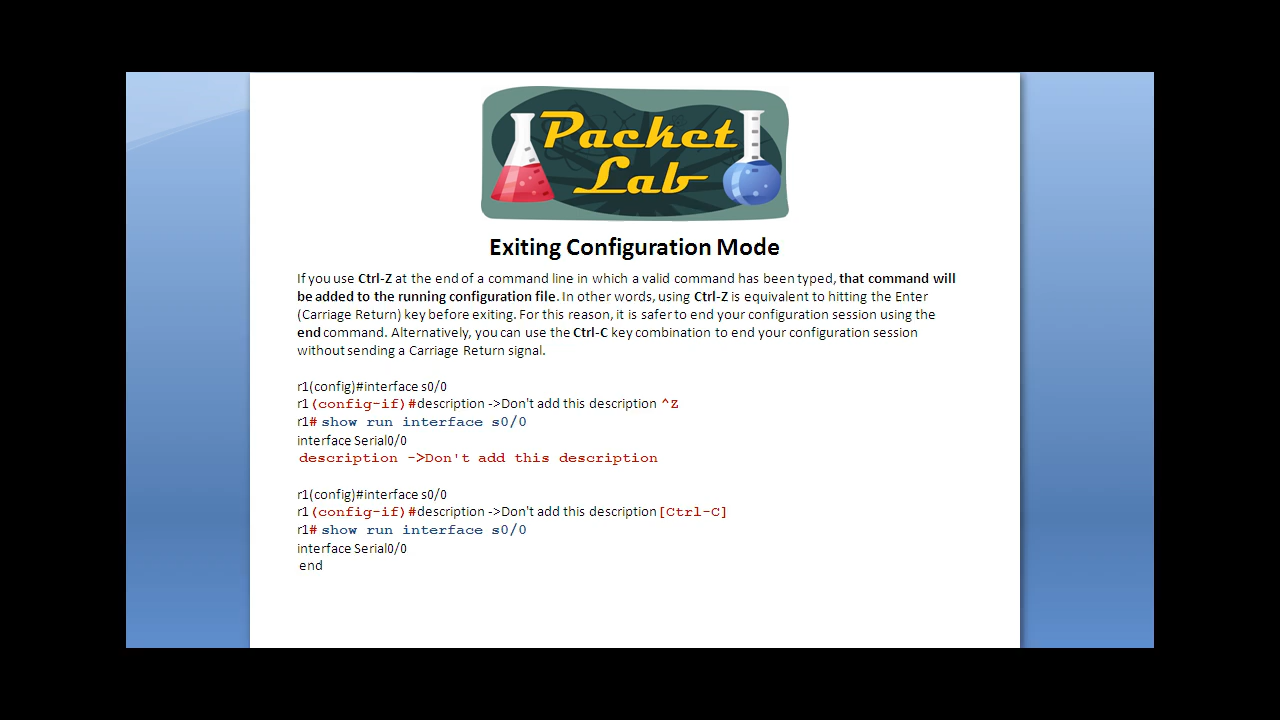 Packet
Lab
Exiting Configuration Mode
If you use Ctrl-Z at the end of a command line in which a valid command has been typed, that command will
be added to the running configuration file. In other words, using Ctrl-Z is equivalent to hitting the Enter
(Carriage Return) key before exiting. For this reason, it is safer to end your configuration session using the
end command. Alternatively, you can use the Ctrl-C key combination to end your configuration session
without sending a Carriage Return signal.
r1(config)#interface s0/0
r1(config-if)#description ->Don't add this description ^Z
r1# show run interface s0/0
interface Serial0/0
description ->Don't add this description
r1(config)#interface s0/0
r1(config-if)#description ->Don't add this description[Ctrl-C]
r1# show run interface s0/0
interface Serial0/0
end